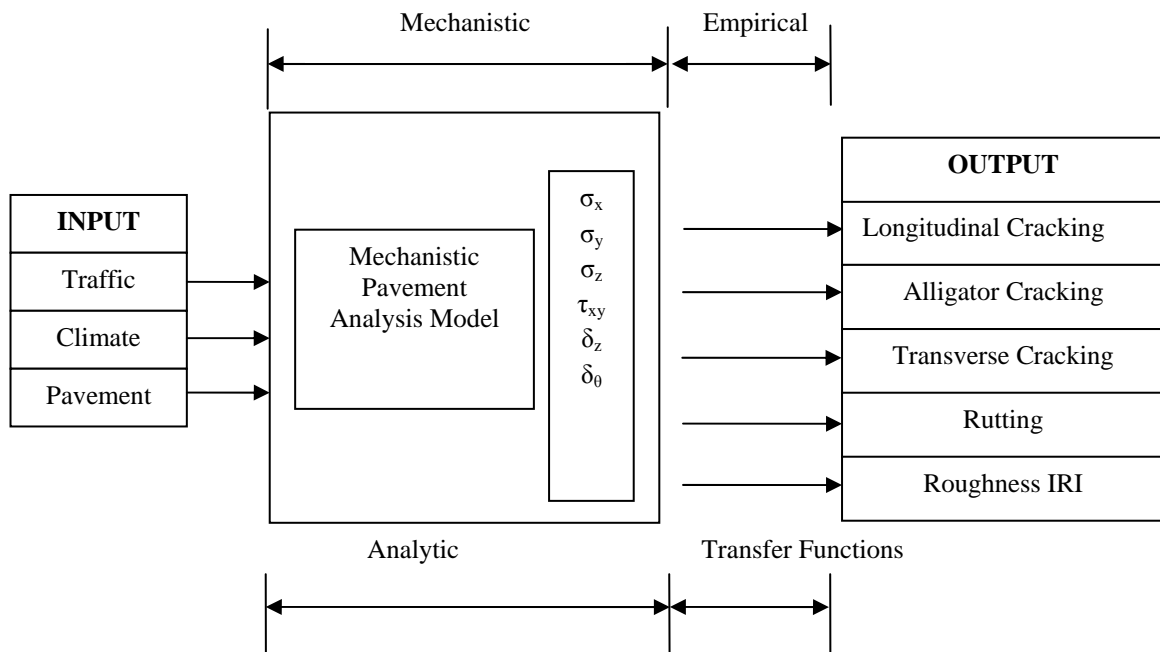 Mechanistic
Empirical
INPUT
Traffic
Climate
Pavement
Mechanistic
Pavement
Analysis Model
σx
σy
σz
τxy
δz
δθ
OUTPUT
Longitudinal Cracking
Alligator Cracking
Transverse Cracking
Rutting
Roughness IRI
Analytic
Transfer Functions